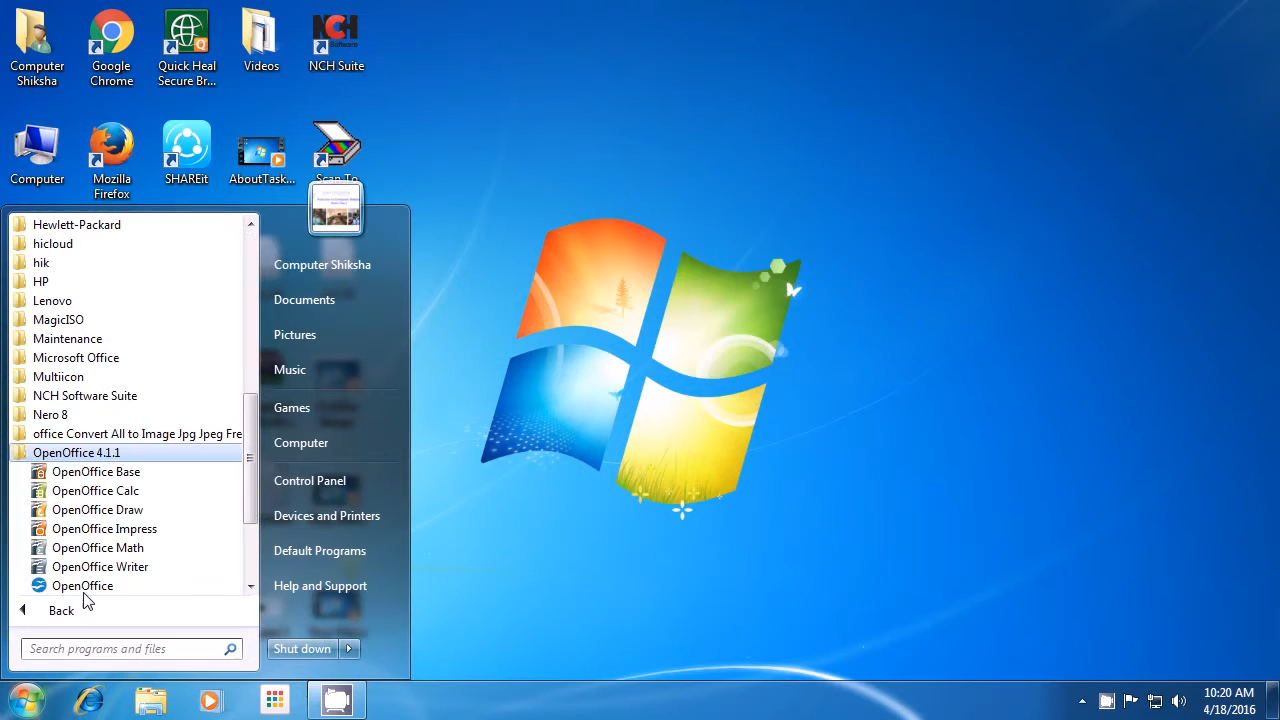 Computer
Shiksha
Google
Chrome
Quick Heal
Secure Br...
Videos
NCH
Software
NCH Suite
Computer
Mozilla
Firefox
SHAREit
AboutTask...
Scan To
Hewlett-Packard
hicloud
hik
HP
Lenovo
MagicISO
Maintenance
Microsoft Office
Multiicon
NCH Software Suite
Nero 8
office Convert All to Image Jpg Jpeg Fre
OpenOffice 4.1.1
OpenOffice Base
OpenOffice Calc
OpenOffice Draw
OpenOffice Impress
OpenOffice Math
OpenOffice Writer
OpenOffice
Back
Search programs and files
Computer Shiksha
Documents
Pictures
Music
Games
Computer
Control Panel
Devices and Printers
Default Programs
Help and Support
Shut down
10:20 AM
4/18/2016